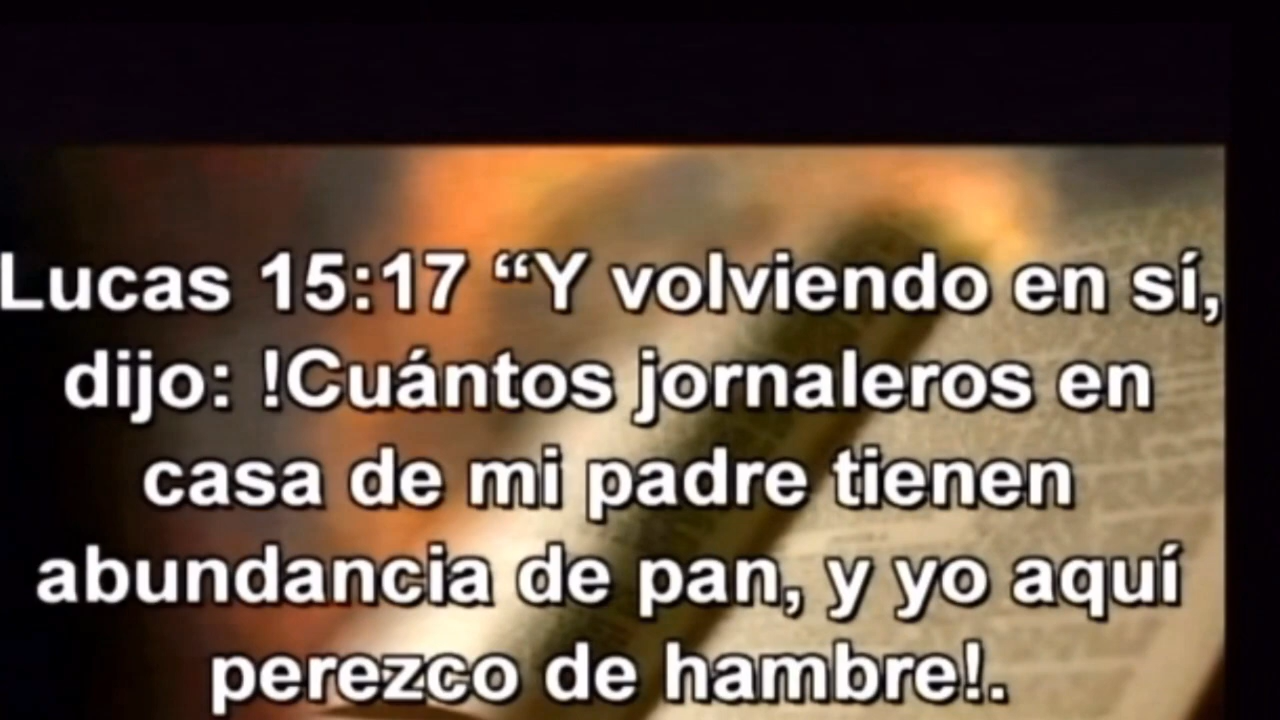 Lucas 15:17 “Y volviendo en sí,
dijo: !Cuántos jornaleros en
casa de mi padre tienen
abundancia de pan, y yo aquí
perezco de hambre!.